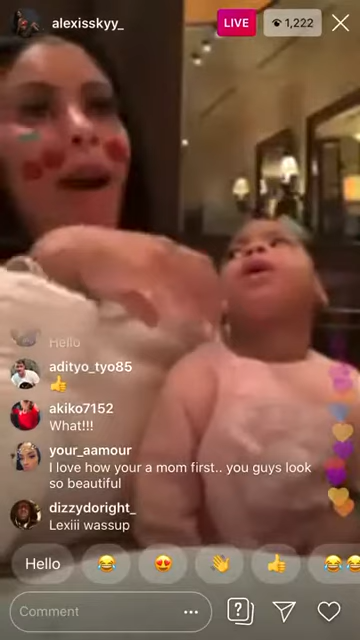 alexisskyy_
LIVE
1,222
Hello
adityo_tyo85
👍
akiko7152
What!!!
your_aamour
I love how your a mom first.. you guys look
so beautiful
dizzydoright_
Lexiii wassup
Hello 😂 😍 👋 👍 😂😂
Comment